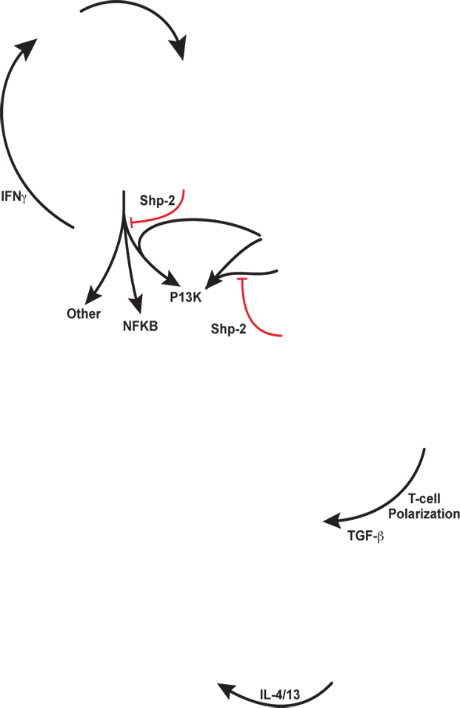 IFNγ
Shp-2
P13K
Other
NFKB
Shp-2
T-cell
Polarization
TGF-β
IL-4/13